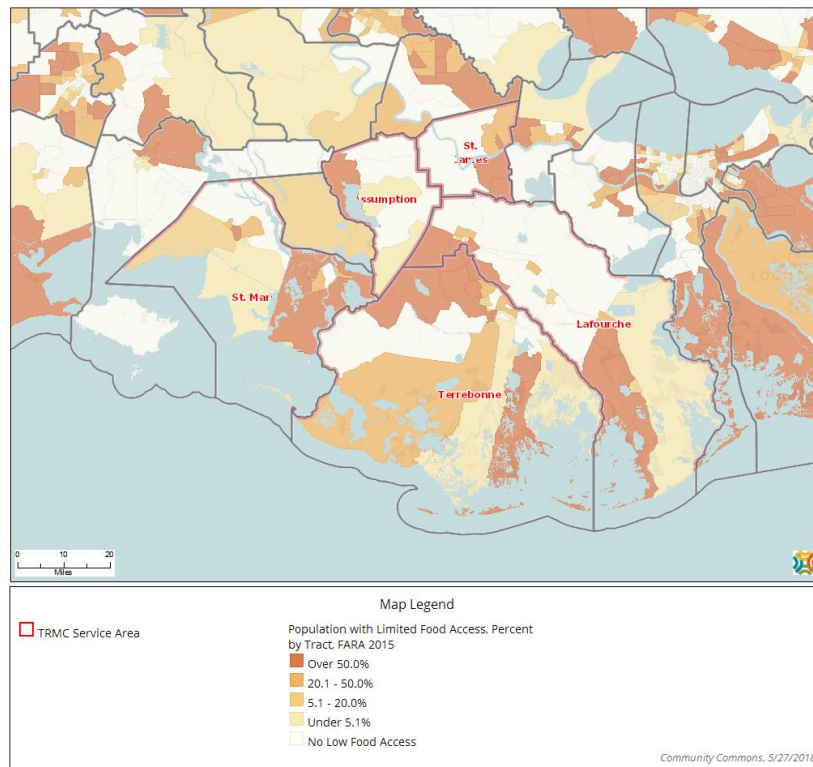 St.
James
ssumption
St. Mar
Lafourche
Terrebonne
0 10 20
Miles
Map Legend
TRMC Service Area
Population with Limited Food Access, Percent
by Tract, FARA 2015
Over 50.0%
20.1 - 50.0%
5.1 - 20.0%
Under 5.1%
No Low Food Access
Community Commons, 5/27/2018